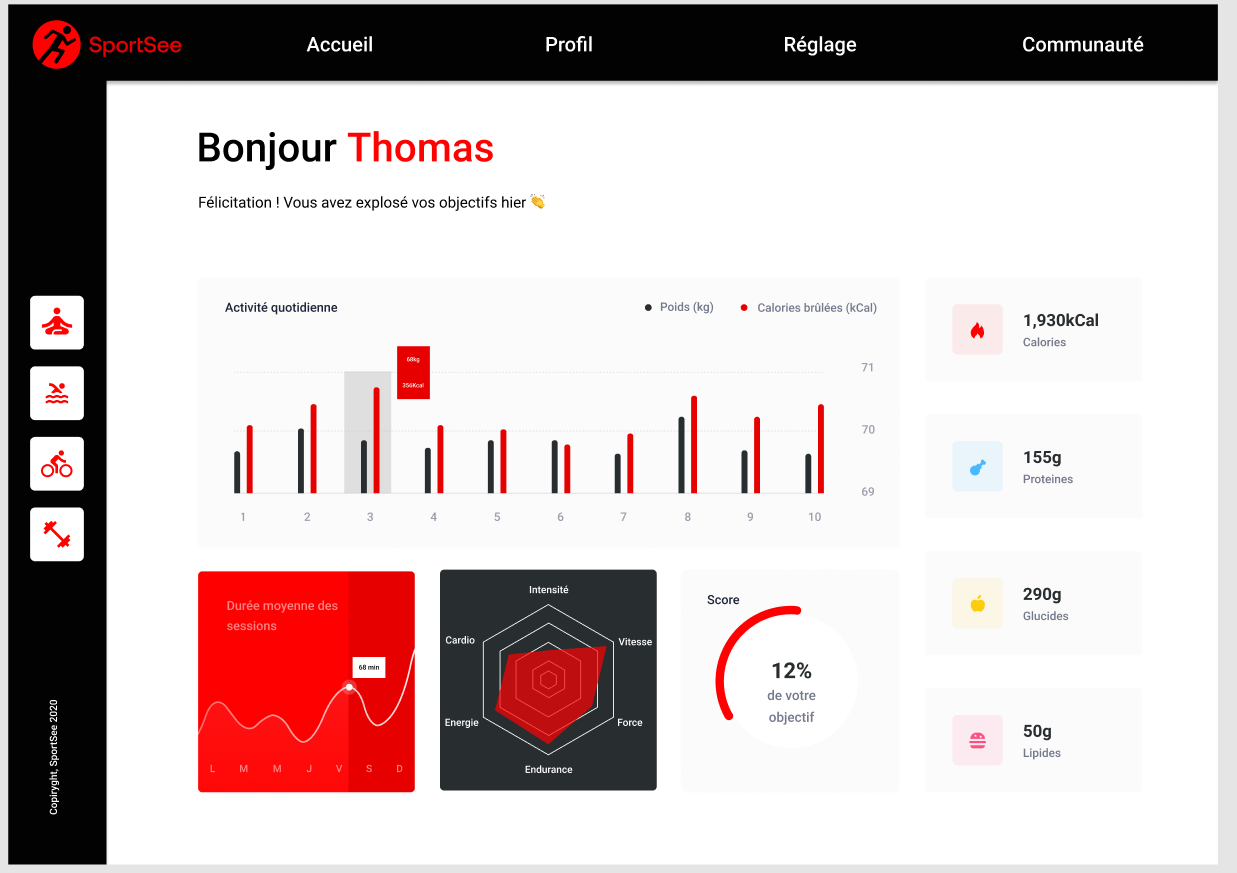 SportSee
Accueil
Profil
Réglage
Communauté
Bonjour Thomas
Félicitation ! Vous avez explosé vos objectifs hier 👏
Activité quotidienne
Poids (kg)
Calories brûlées (kCal)
68kg
356Kcal
71
70
69
1 2 3 4 5 6 7 8 9 10
1,930kCal
Calories
155g
Proteines
290g
Glucides
50g
Lipides
Durée moyenne des
sessions
68 min
L M M J V S D
Intensité
Cardio
Vitesse
Energie
Force
Endurance
Score
12%
de votre
objectif
Copiryght, SportSee 2020